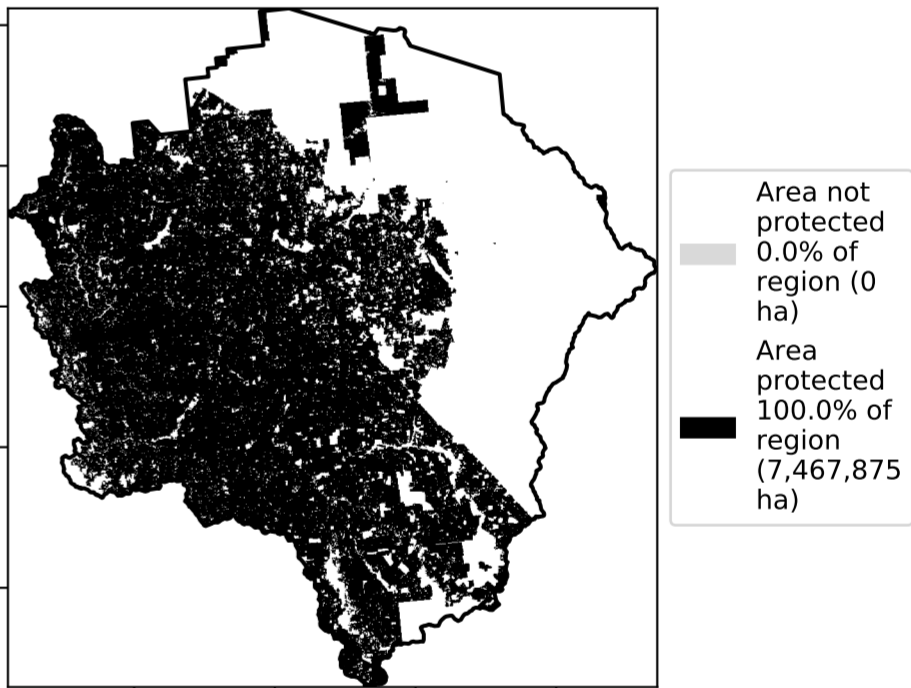 Area not
protected
0.0% of
region (0
ha)
Area
protected
100.0% of
region
(7,467,875
ha)